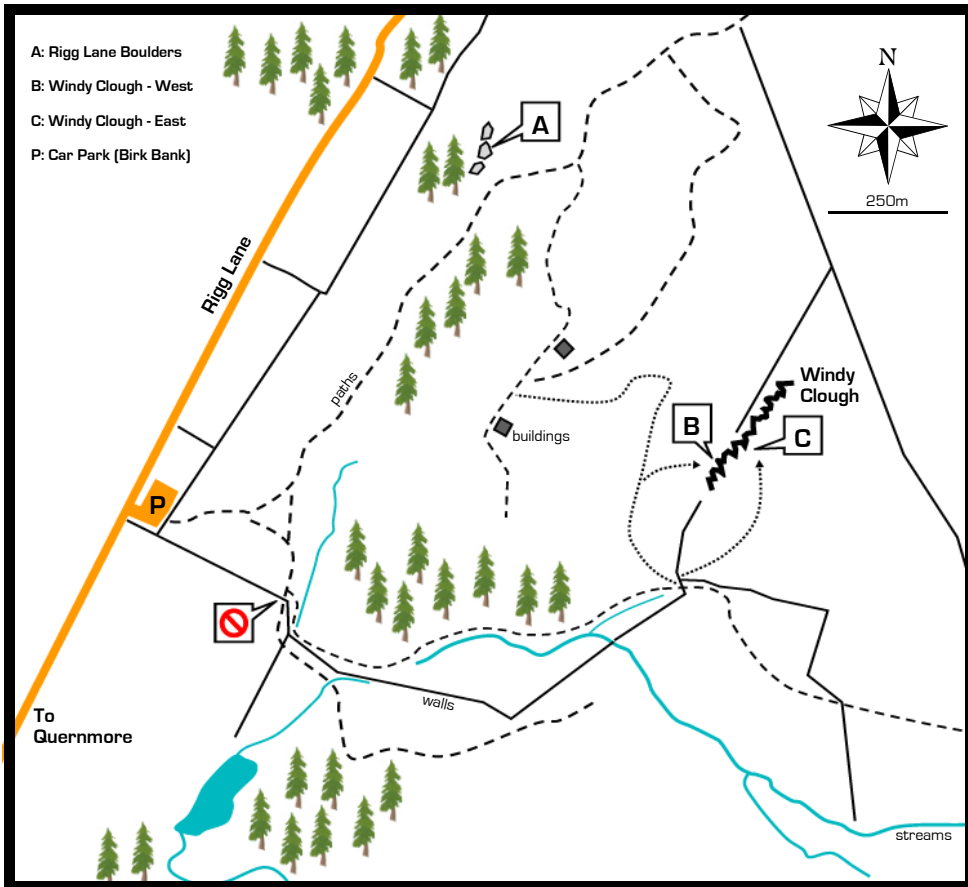 A: Rigg Lane Boulders
B: Windy Clough - West
C: Windy Clough - East
P: Car Park (Birk Bank)
N
250m
A
Rigg Lane
paths
Windy
Clough
B
C
buildings
P
walls
To
Quernmore
streams